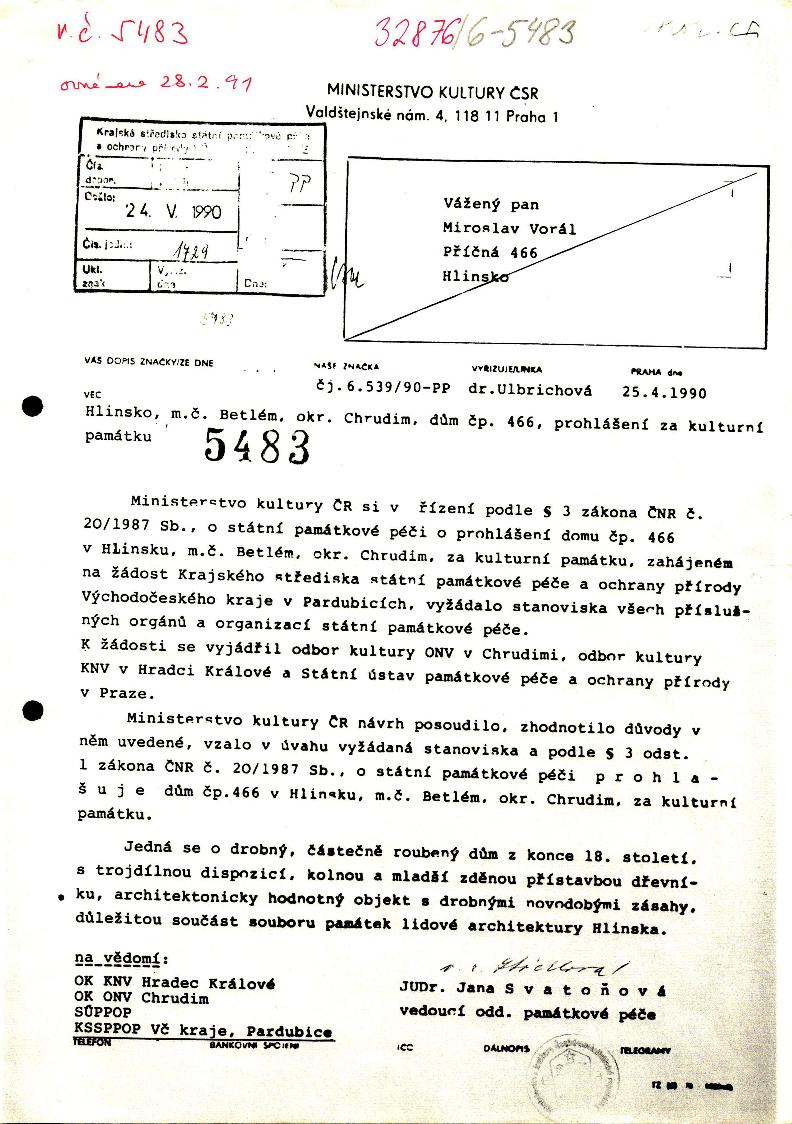 r.č. 5483
32876/6-5483
28.2.91
MINISTERSTVO KULTURY ČSR
Valdštejnské nám. 4, 118 11 Praha 1
Krajské středisko státní památkové péče
a ochrany přírody
Čís.
dopor.
PP
Došlo:
24. V. 1990
Čís. jedn.:
1729
Ukl.
znak
Dne:
5483
Vážený pan
Miroslav Vorál
Příčná 466
Hlinsko
VÁŠ DOPIS ZNAČKY/ZE DNE
NAŠE ZNAČKA
VYŘIZUJE/LINKA
PRAHA dne
čj.6.539/90-PP dr.Ulbrichová 25.4.1990
VĚC
Hlinsko, m.č. Betlém, okr. Chrudim, dům čp. 466, prohlášení za kulturní
památku
5483
Ministerstvo kultury ČR si v řízení podle § 3 zákona ČNR č.
20/1987 Sb., o státní památkové péči o prohlášení domu čp. 466
v Hlinsku, m.č. Betlém, okr. Chrudim, za kulturní památku, zahájeném
na žádost Krajského střediska státní památkové péče a ochrany přírody
Východočeského kraje v Pardubicích, vyžádalo stanoviska všech přísluš-
ných orgánů a organizací státní památkové péče.
K žádosti se vyjádřil odbor kultury ONV v Chrudimi, odbor kultury
KNV v Hradci Králové a Státní ústav památkové péče a ochrany přírody
v Praze.
Ministerstvo kultury ČR návrh posoudilo, zhodnotilo důvody v
něm uvedené, vzalo v úvahu vyžádaná stanoviska a podle § 3 odst.
1 zákona ČNR č. 20/1987 Sb., o státní památkové péči p r o h l a -
š u j e dům čp.466 v Hlinsku, m.č. Betlém, okr. Chrudim, za kulturní
památku.
Jedná se o drobný, částečně roubený dům z konce 18. století,
s trojdílnou dispozicí, kolnou a mladší zděnou přístavbou dřevní-
ku, architektonicky hodnotný objekt s drobnými novodobými zásahy,
důležitou součást souboru památek lidové architektury Hlinska.
na vědomí:
OK KNV Hradec Králové
OK ONV Chrudim
SÚPPOP
KSSPPOP Vč kraje, Pardubice
JUDr. Jana S v a t o ň o v á
vedoucí odd. památkové péče
TELEFON
BANKOVNÍ SPOJENÍ
IČO
DÁLNOPIS
TELEGRAMY